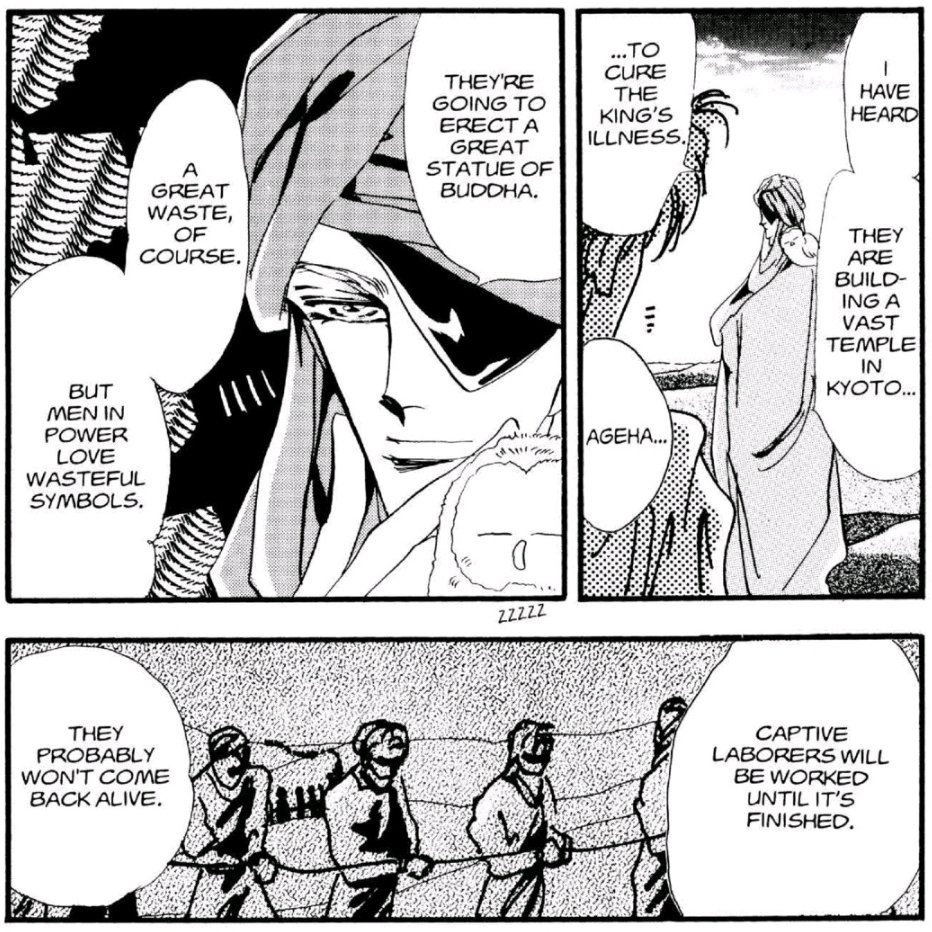 I
HAVE
HEARD
THEY
ARE
BUILD-
ING A
VAST
TEMPLE
IN
KYOTO...
...TO
CURE
THE
KING'S
ILLNESS.
AGEHA...
THEY'RE
GOING TO
ERECT A
GREAT
STATUE OF
BUDDHA.
A
GREAT
WASTE,
OF
COURSE.
BUT
MEN IN
POWER
LOVE
WASTEFUL
SYMBOLS.
ZZZZZ
CAPTIVE
LABORERS WILL
BE WORKED
UNTIL IT'S
FINISHED.
THEY
PROBABLY
WON'T COME
BACK ALIVE.